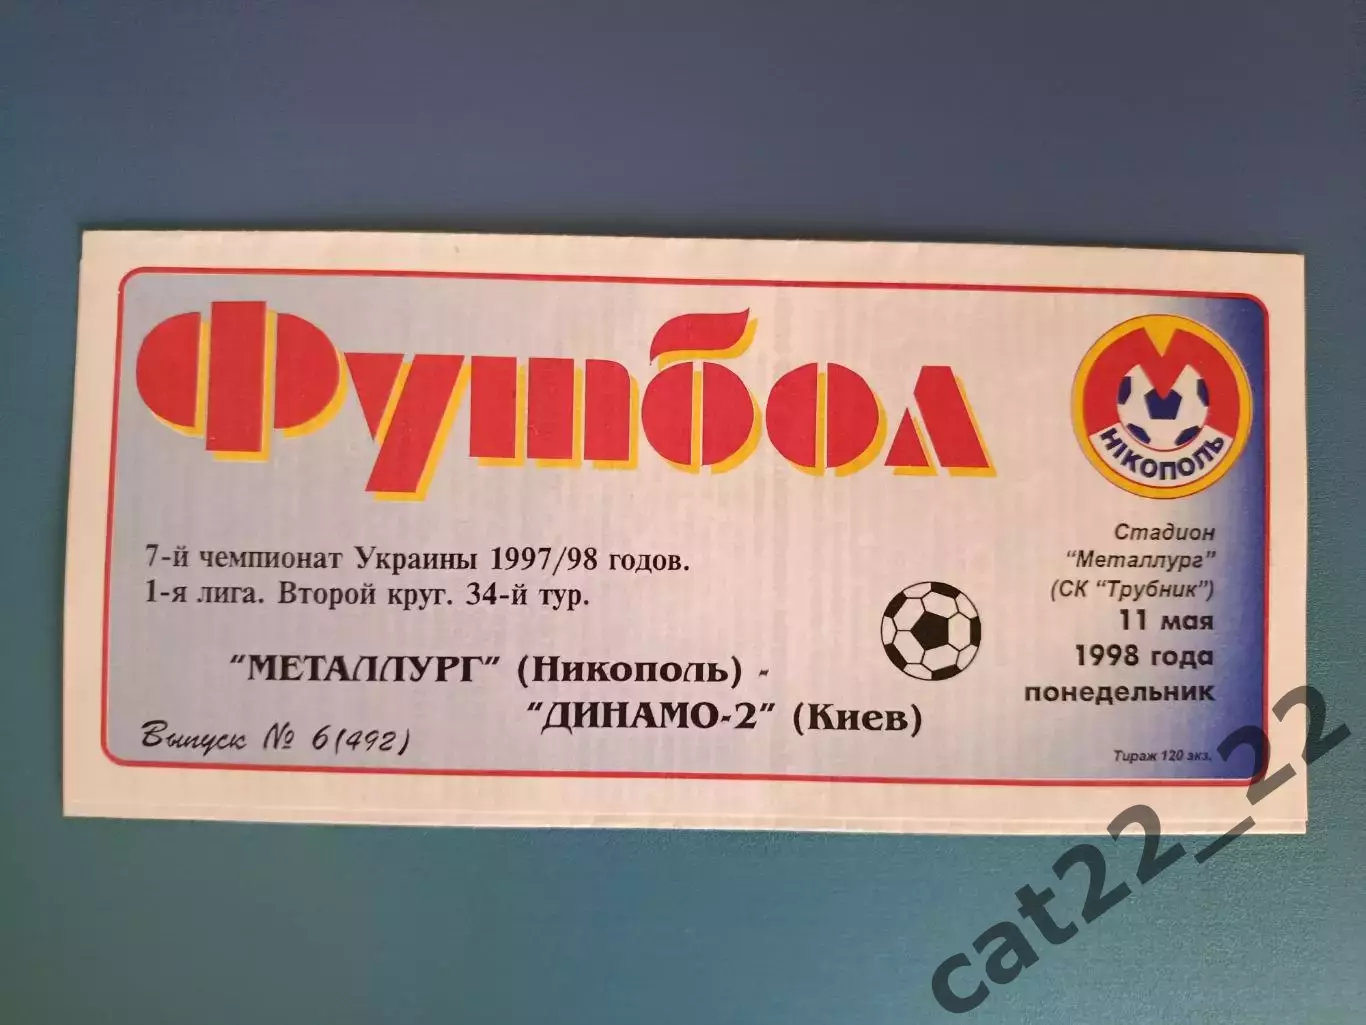 Футбол
М
НІКОПОЛЬ
7-й чемпионат Украины 1997/98 годов.
1-я лига. Второй круг. 34-й тур.
"МЕТАЛЛУРГ" (Никополь) -
"ДИНАМО-2" (Киев)
Выпуск № 6(492)
Стадион
"Металлург"
(СК "Трубник")
11 мая
1998 года
понедельник
Тираж 120 экз.
cat22_22